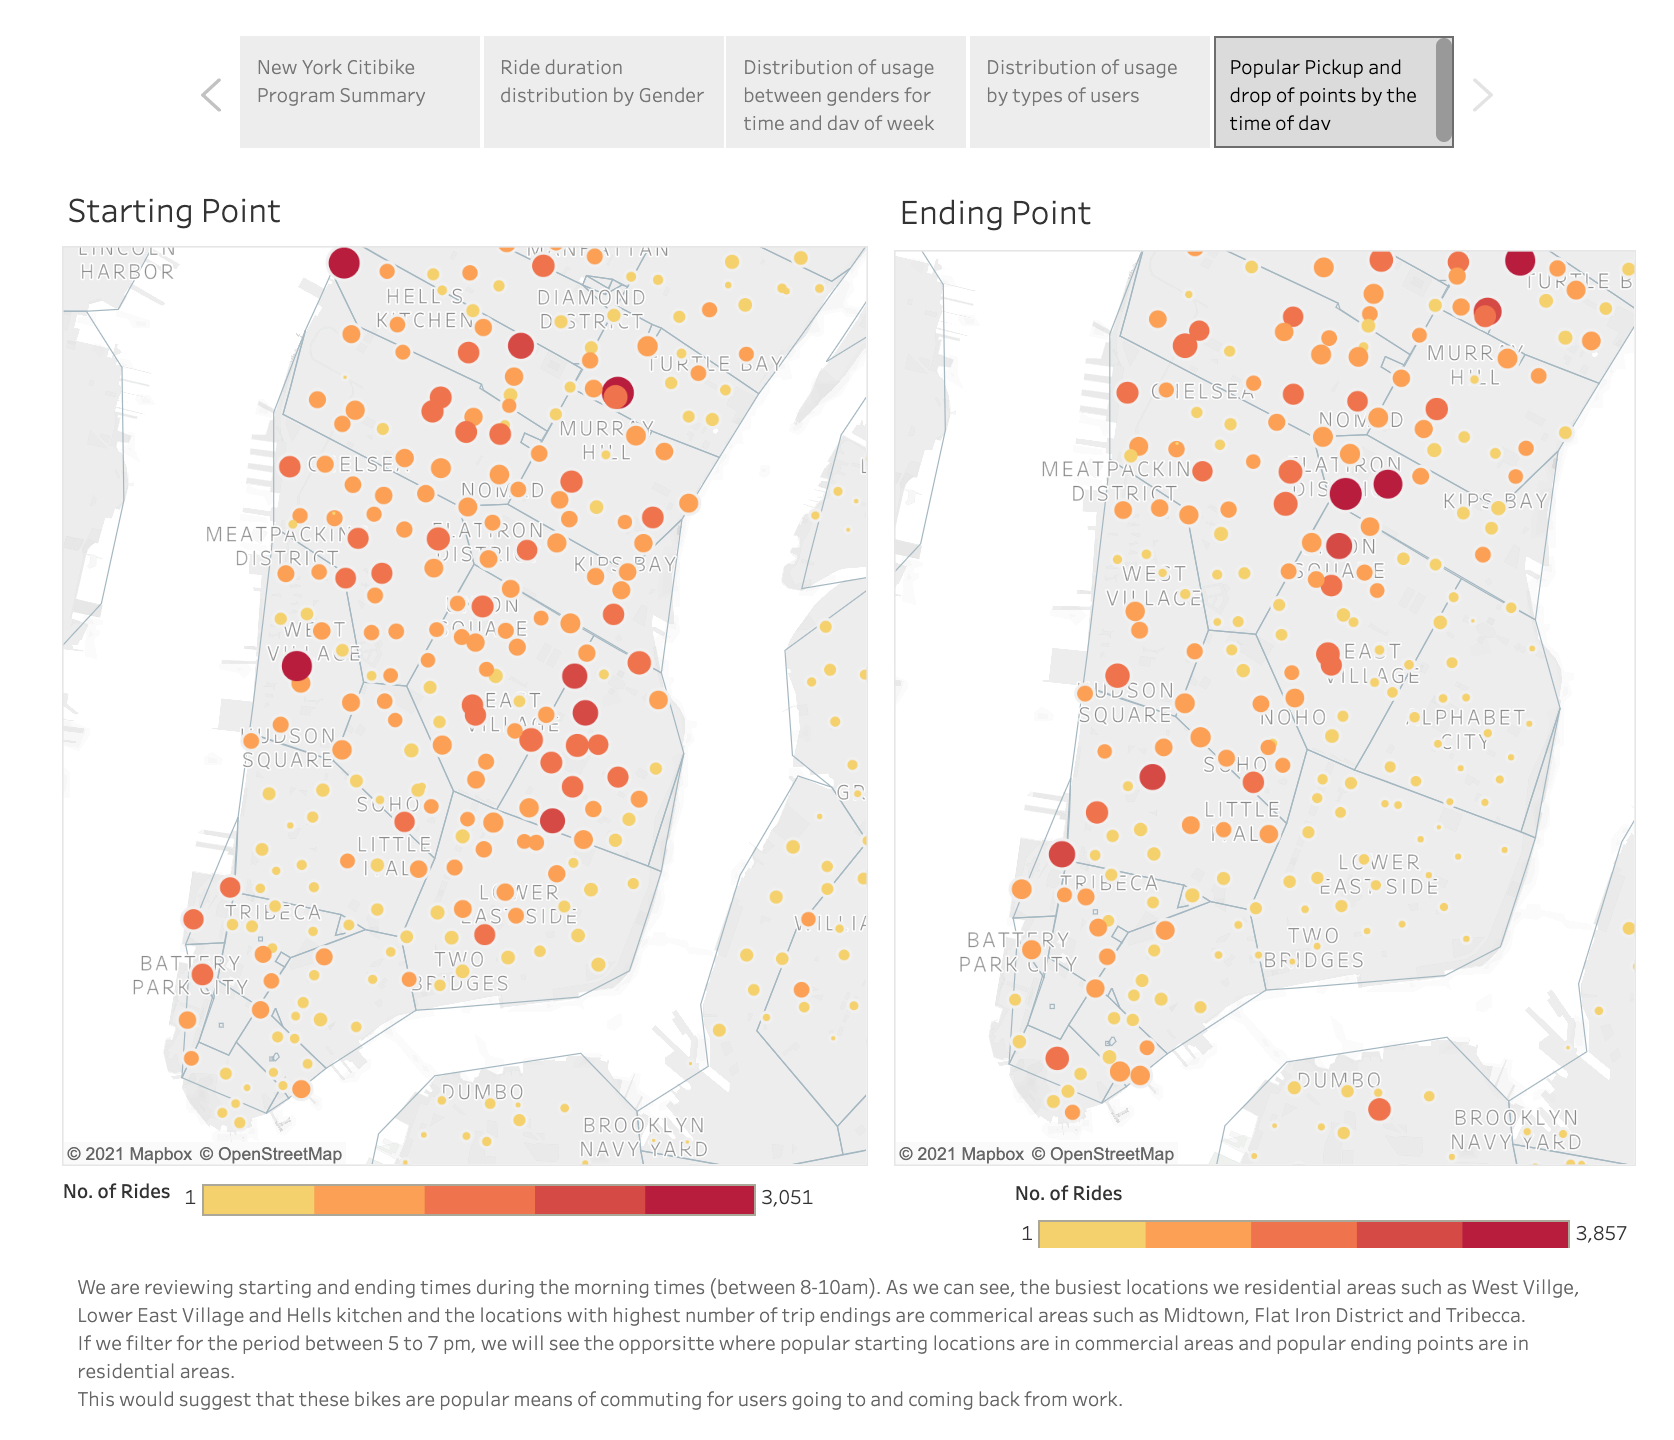 New York Citibike
Program Summary
Ride duration
distribution by Gender
Distribution of usage
between genders for
time and day of week
Distribution of usage
by types of users
Popular Pickup and
drop of points by the
time of day
Starting Point
LINCOLN
HARBOR
MANHATTAN
HELL'S
KITCHEN
DIAMOND
DISTRICT
TURTLE BAY
MURRAY
HILL
CHELSEA
NOMAD
MEATPACKIN
DISTRICT
FLATIRON
DISTRICT
KIPS BAY
UNION
SQUARE
WEST
VILLAGE
EAST
VILLAGE
HUDSON
SQUARE
SOHO
LITTLE
ITALY
LOWER
EAST SIDE
TRIBECA
TWO
BRIDGES
BATTERY
PARK CITY
GR
WILLIA
DUMBO
BROOKLYN
NAVY YARD
© 2021 Mapbox © OpenStreetMap
No. of Rides
1
3,051
Ending Point
TURTLE B
MURRAY
HILL
CHELSEA
NOMAD
MEATPACKIN
DISTRICT
FLATIRON
DISTRICT
KIPS BAY
UNION
SQUARE
WEST
VILLAGE
EAST
VILLAGE
HUDSON
SQUARE
NOHO
ALPHABET
CITY
SOHO
LITTLE
ITALY
LOWER
EAST SIDE
TRIBECA
TWO
BRIDGES
BATTERY
PARK CITY
DUMBO
BROOKLYN
NAVY YARD
© 2021 Mapbox © OpenStreetMap
No. of Rides
1
3,857
We are reviewing starting and ending times during the morning times (between 8-10am). As we can see, the busiest locations we residential areas such as West Villge,
Lower East Village and Hells kitchen and the locations with highest number of trip endings are commerical areas such as Midtown, Flat Iron District and Tribecca.
If we filter for the period between 5 to 7 pm, we will see the opporsitte where popular starting locations are in commercial areas and popular ending points are in
residential areas.
This would suggest that these bikes are popular means of commuting for users going to and coming back from work.